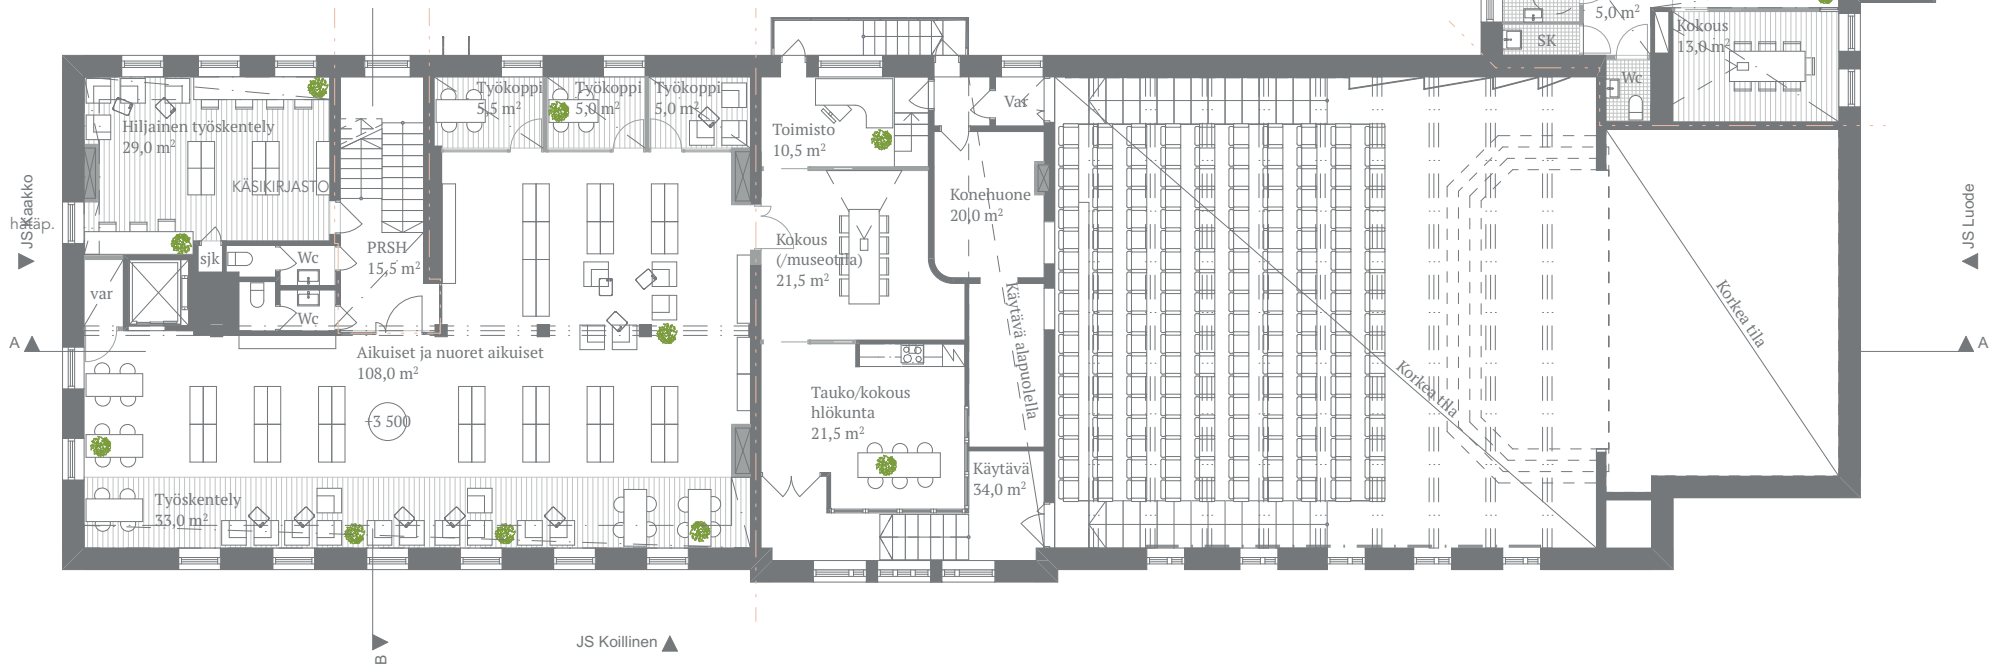 5,0 m²
Kokous
13,0 m²
SK
Wc
Työkoppi
5,5 m²
Työkoppi
5,0 m²
Työkoppi
5,0 m²
Var
Hiljainen työskentely
29,0 m²
KÄSIKIRJASTO
Toimisto
10,5 m²
Konehuone
20,0 m²
JS Kaakko
hätäp.
JS Luode
PRSH
15,5 m²
Kokous
(/museotila)
21,5 m²
sjk
Wc
var
Wc
Käytävä alapuolella
Korkea tila
Korkea tila
A
A
Aikuiset ja nuoret aikuiset
108,0 m²
+3 500
Tauko/kokous
hlökunta
21,5 m²
Käytävä
34,0 m²
Työskentely
33,0 m²
JS Koillinen
B